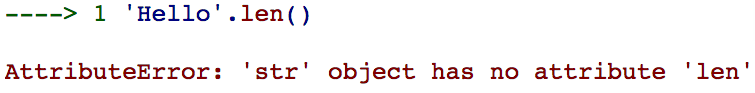 ----> 1 'Hello'.len()
AttributeError: 'str' object has no attribute 'len'